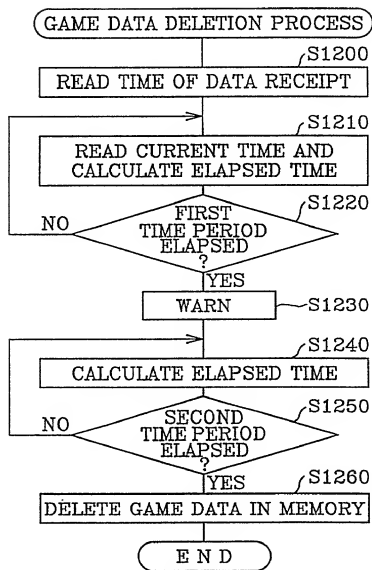 GAME DATA DELETION PROCESS
S1200
READ TIME OF DATA RECEIPT
S1210
READ CURRENT TIME AND
CALCULATE ELAPSED TIME
S1220
FIRST
TIME PERIOD
ELAPSED
?
NO
YES
S1230
WARN
S1240
CALCULATE ELAPSED TIME
S1250
SECOND
TIME PERIOD
ELAPSED
?
NO
YES
S1260
DELETE GAME DATA IN MEMORY
END